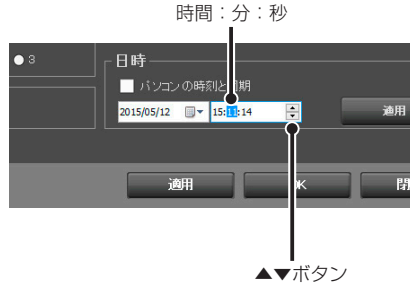 時間：分：秒
3
日時
パソコンの時刻と同期
2015/05/12
15:11:14
適用
適用
OK
閉
▲▼ボタン